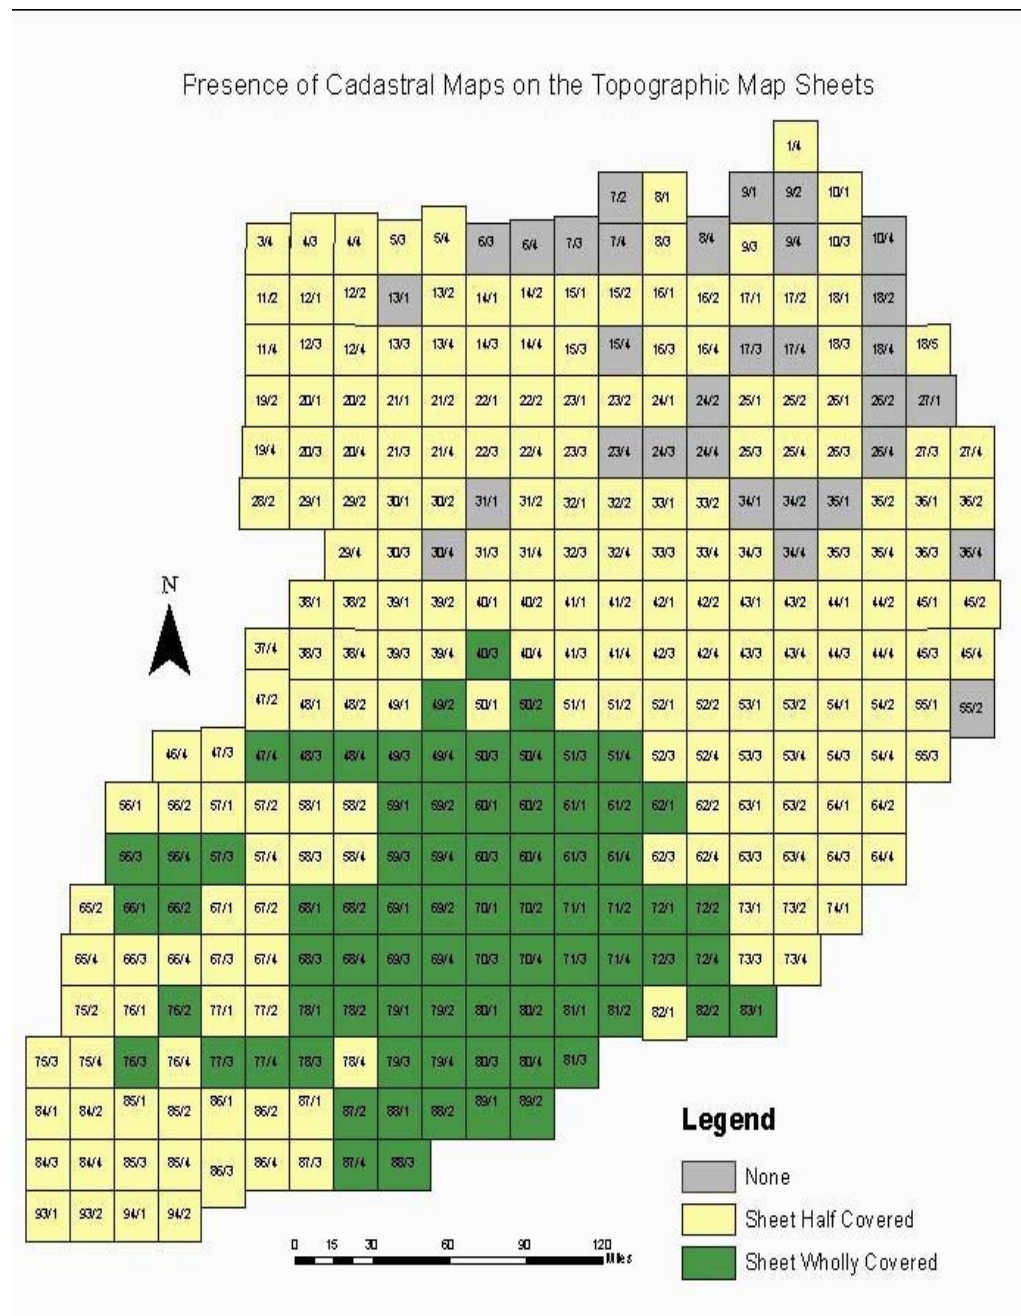 Presence of Cadastral Maps on the Topographic Map Sheets
1/4
7/2 8/1 9/1 9/2 10/1
3/4 4/3 4/4 5/3 5/4 6/3 6/4 7/3 7/4 8/3 8/4 9/3 9/4 10/3 10/4
11/2 12/1 12/2 13/1 13/2 14/1 14/2 15/1 15/2 16/1 16/2 17/1 17/2 18/1 18/2
11/4 12/3 12/4 13/3 13/4 14/3 14/4 15/3 15/4 16/3 16/4 17/3 17/4 18/3 18/4 18/5
19/2 20/1 20/2 21/1 21/2 22/1 22/2 23/1 23/2 24/1 24/2 25/1 25/2 26/1 26/2 27/1
19/4 20/3 20/4 21/3 21/4 22/3 22/4 23/3 23/4 24/3 24/4 25/3 25/4 26/3 26/4 27/3 27/4
28/2 29/1 29/2 30/1 30/2 31/1 31/2 32/1 32/2 33/1 33/2 34/1 34/2 35/1 35/2 36/1 36/2
29/4 30/3 30/4 31/3 31/4 32/3 32/4 33/3 33/4 34/3 34/4 35/3 35/4 36/3 36/4
N
38/1 38/2 39/1 39/2 40/1 40/2 41/1 41/2 42/1 42/2 43/1 43/2 44/1 44/2 45/1 45/2
37/4 38/3 38/4 39/3 39/4 40/3 40/4 41/3 41/4 42/3 42/4 43/3 43/4 44/3 44/4 45/3 45/4
47/2 48/1 48/2 49/1 49/2 50/1 50/2 51/1 51/2 52/1 52/2 53/1 53/2 54/1 54/2 55/1 55/2
46/4 47/3 47/4 48/3 48/4 49/3 49/4 50/3 50/4 51/3 51/4 52/3 52/4 53/3 53/4 54/4 54/4 55/3
56/1 56/2 57/1 57/2 58/1 58/2 59/1 59/2 60/1 60/2 61/1 61/2 62/1 62/2 63/1 63/2 64/1 64/2
56/3 56/4 57/3 57/4 58/3 58/4 59/3 59/4 60/3 60/4 61/3 61/4 62/3 62/4 63/3 63/4 64/3 64/4
65/2 66/1 66/2 67/1 67/2 68/1 68/2 69/1 69/2 70/1 70/2 71/1 71/2 72/1 72/2 73/1 73/2 74/1
65/4 66/3 66/4 67/3 67/4 68/3 68/4 69/3 69/4 70/3 70/4 71/3 71/4 72/3 72/4 73/3 73/4
75/2 76/1 76/2 77/1 77/2 78/1 78/2 79/1 79/2 80/1 80/2 81/1 81/2 82/1 82/2 83/1
75/3 75/4 76/3 76/4 77/3 77/4 78/3 78/4 79/3 79/4 80/3 80/4 81/3
84/1 84/2 85/1 85/2 86/1 86/2 87/1 87/2 88/1 88/2 89/1 89/2
84/3 84/4 85/3 85/4 86/3 86/4 87/3 87/4 88/3
93/1 93/2 94/1 94/2
Legend
None
Sheet Half Covered
Sheet Wholly Covered
0 15 30 60 90 120
Miles